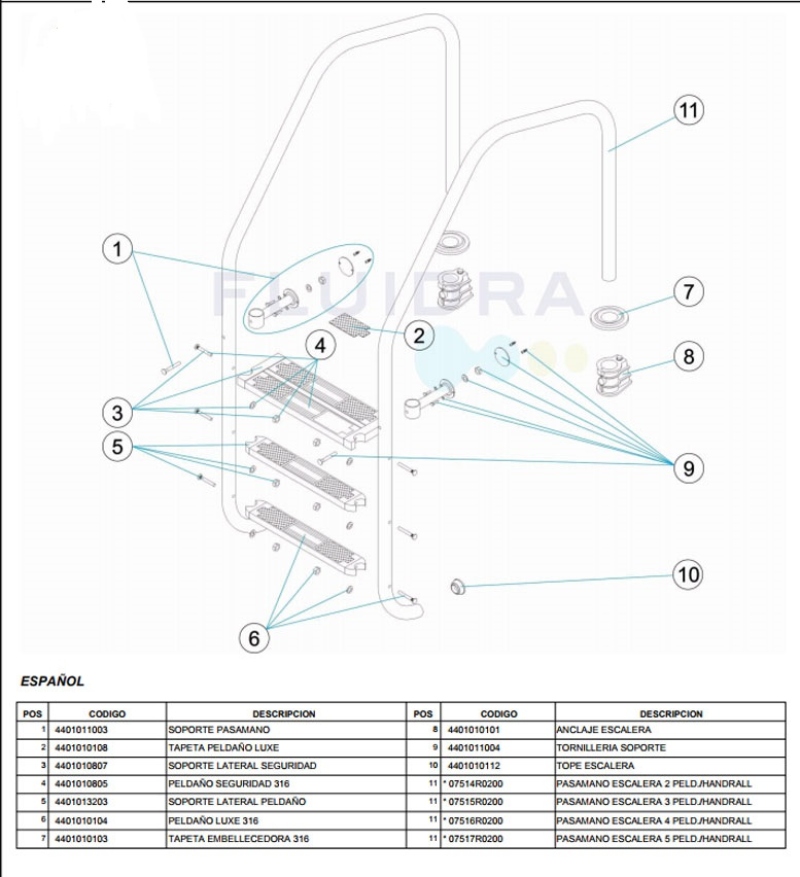 11
1
FLUIDRA
7
2
4
8
3
5
9
10
6
ESPAÑOL
POS CODIGO DESCRIPCION POS CODIGO DESCRIPCION
1 4401011003 SOPORTE PASAMANO 8 4401010101 ANCLAJE ESCALERA
2 4401010108 TAPETA PELDAÑO LUXE 9 4401011004 TORNILLERIA SOPORTE
3 4401010807 SOPORTE LATERAL SEGURIDAD 10 4401010112 TOPE ESCALERA
4 4401010805 PELDAÑO SEGURIDAD 316 11 * 07514R0200 PASAMANO ESCALERA 2 PELD./HANDRALL
5 4401013203 SOPORTE LATERAL PELDAÑO 11 * 07515R0200 PASAMANO ESCALERA 3 PELD./HANDRALL
6 4401010104 PELDAÑO LUXE 316 11 * 07516R0200 PASAMANO ESCALERA 4 PELD./HANDRALL
7 4401010103 TAPETA EMBELLECEDORA 316 11 * 07517R0200 PASAMANO ESCALERA 5 PELD./HANDRALL